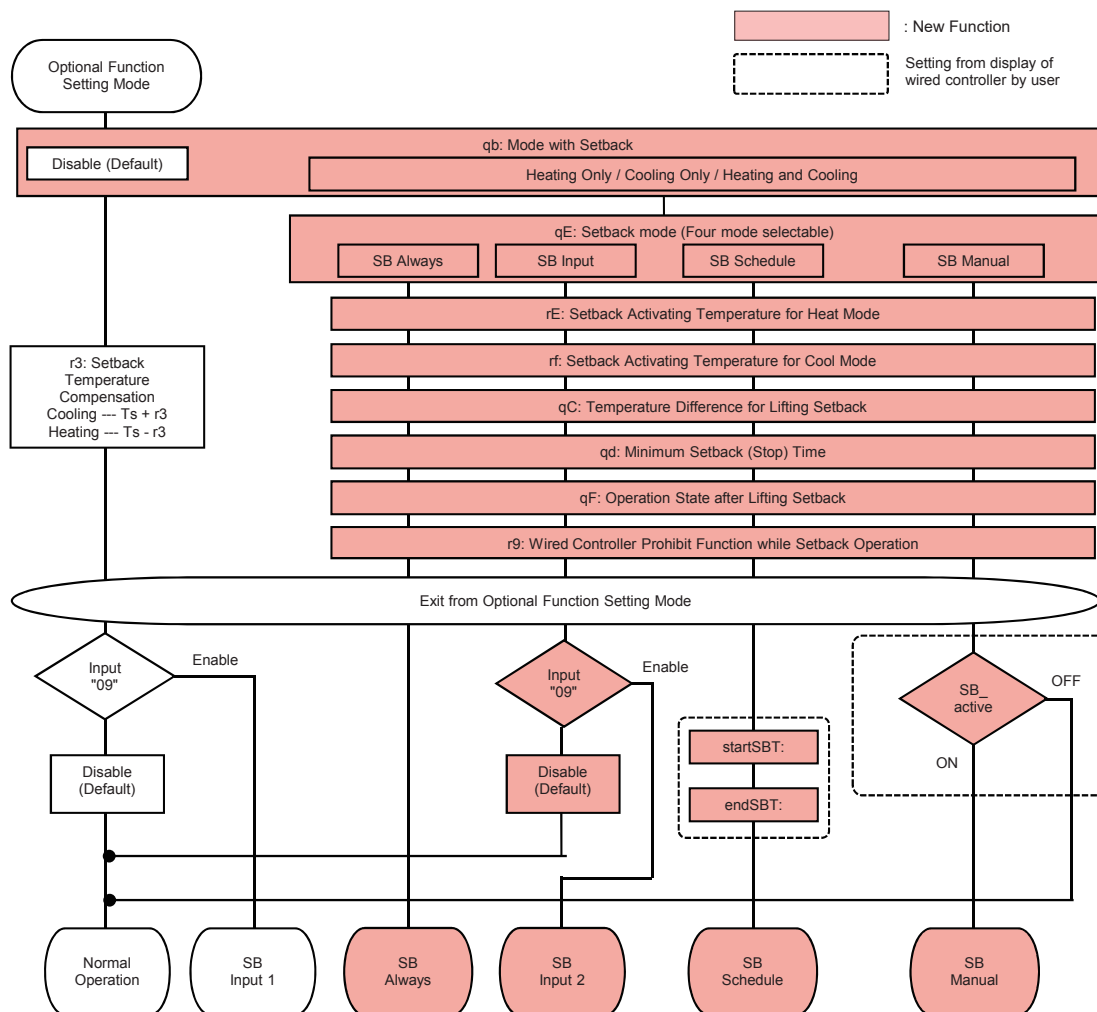 : New Function
Setting from display of
wired controller by user
Optional Function
Setting Mode
qb: Mode with Setback
Disable (Default)
Heating Only / Cooling Only / Heating and Cooling
qE: Setback mode (Four mode selectable)
SB Always
SB Input
SB Schedule
SB Manual
rE: Setback Activating Temperature for Heat Mode
r3: Setback
Temperature
Compensation
Cooling --- Ts + r3
Heating --- Ts - r3
rf: Setback Activating Temperature for Cool Mode
qC: Temperature Difference for Lifting Setback
qd: Minimum Setback (Stop) Time
qF: Operation State after Lifting Setback
r9: Wired Controller Prohibit Function while Setback Operation
Exit from Optional Function Setting Mode
Input
"09"
Enable
Input
"09"
Enable
SB_
active
OFF
ON
Disable
(Default)
Disable
(Default)
startSBT:
endSBT:
Normal
Operation
SB
Input 1
SB
Always
SB
Input 2
SB
Schedule
SB
Manual